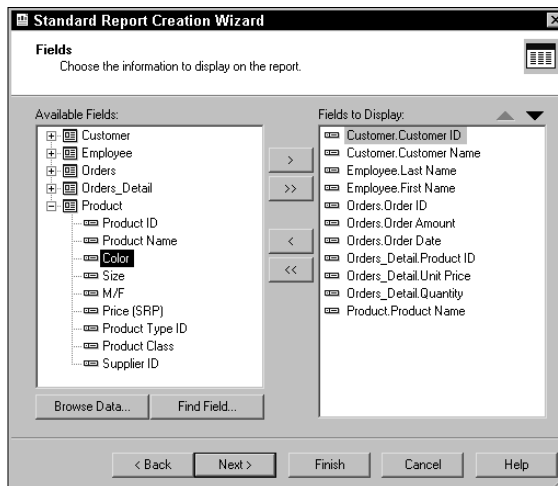 Standard Report Creation Wizard
Fields
Choose the information to display on the report.
Available Fields:
Customer
Employee
Orders
Orders_Detail
Product
Product ID
Product Name
Color
Size
M/F
Price (SRP)
Product Type ID
Product Class
Supplier ID
Browse Data...
Find Field...
>
>>
<
<<
Fields to Display:
Customer.Customer ID
Customer.Customer Name
Employee.Last Name
Employee.First Name
Orders.Order ID
Orders.Order Amount
Orders.Order Date
Orders_Detail.Product ID
Orders_Detail.Unit Price
Orders_Detail.Quantity
Product.Product Name
< Back
Next >
Finish
Cancel
Help